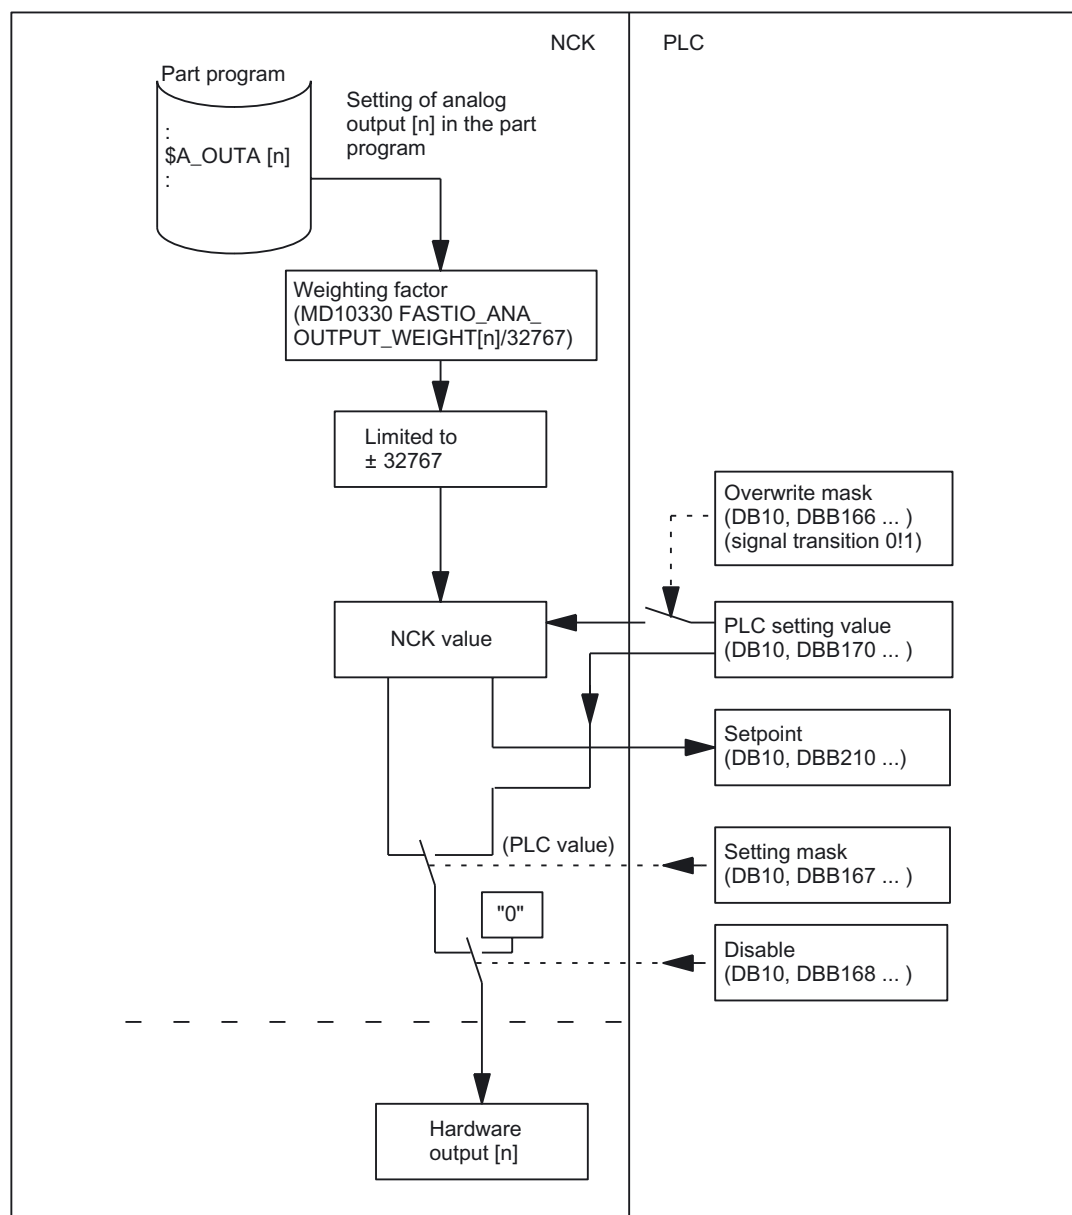 NCK
PLC
Part program
:
$A_OUTA [n]
:
Setting of analog
output [n] in the part
program
Weighting factor
(MD10330 FASTIO_ANA_
OUTPUT_WEIGHT[n]/32767)
Limited to
± 32767
Overwrite mask
(DB10, DBB166 ... )
(signal transition 0!1)
NCK value
PLC setting value
(DB10, DBB170 ... )
Setpoint
(DB10, DBB210 ...)
(PLC value)
Setting mask
(DB10, DBB167 ... )
"0"
Disable
(DB10, DBB168 ... )
Hardware
output [n]